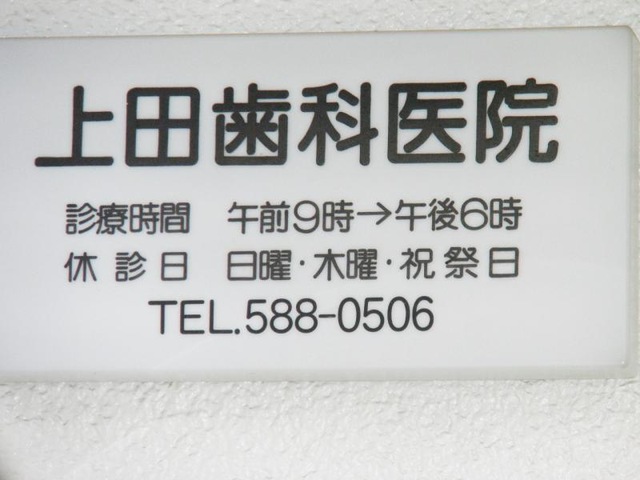 上田歯科医院
診療時間 午前9時→午後6時
休診日 日曜・木曜・祝祭日
TEL.588-0506